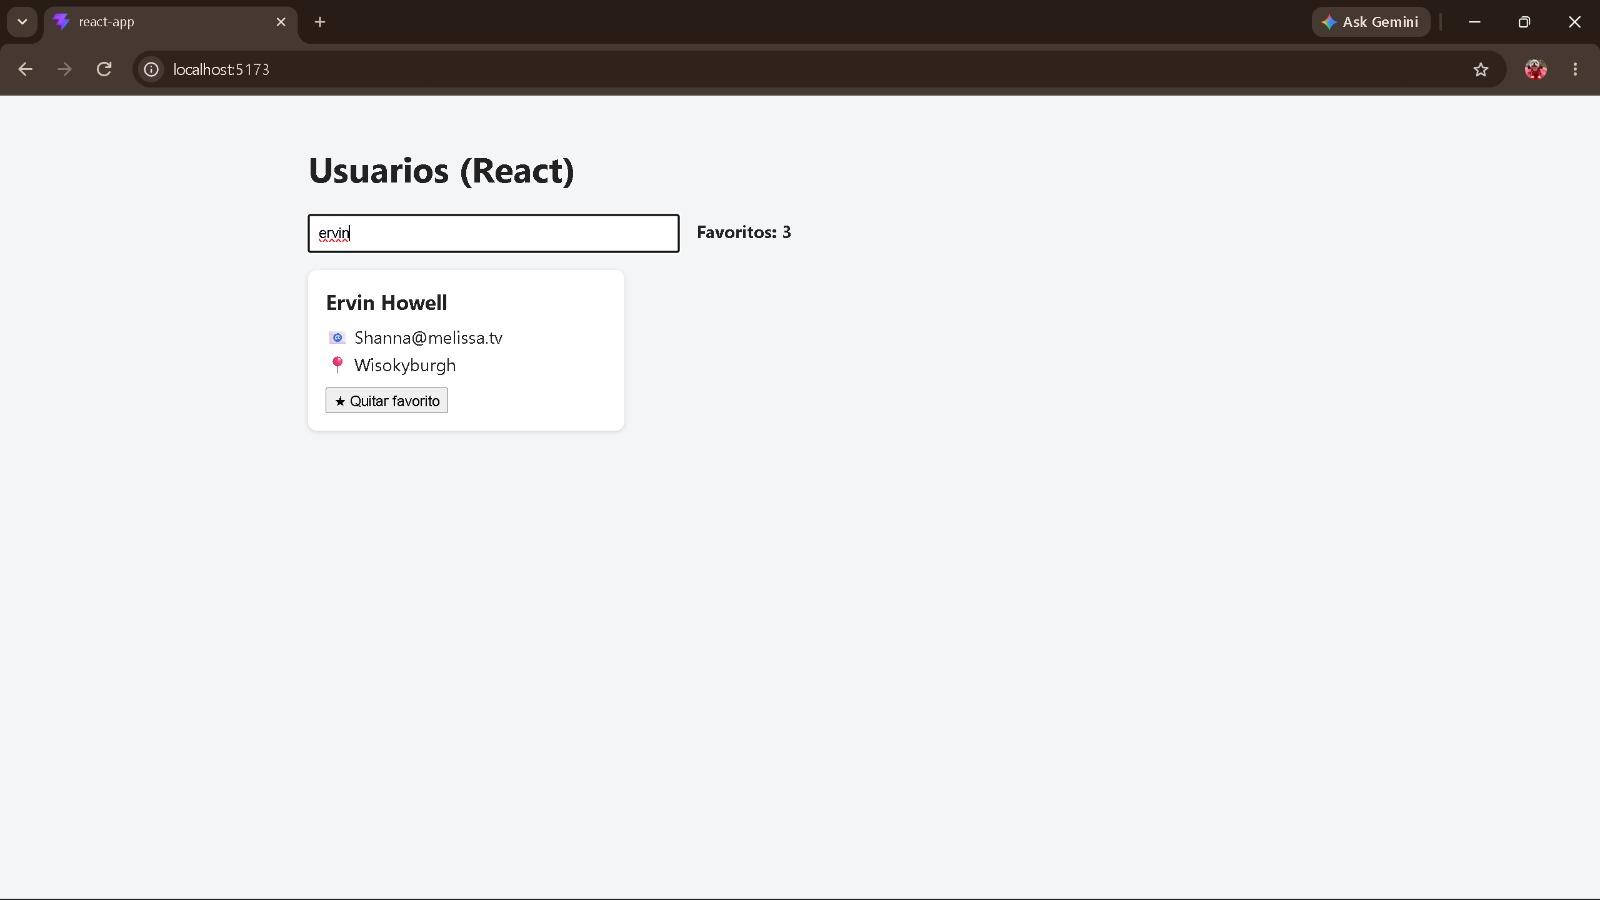 react-app
Ask Gemini
localhost:5173
Usuarios (React)
ervin
Favoritos: 3
Ervin Howell
Shanna@melissa.tv
Wisokyburgh
★ Quitar favorito